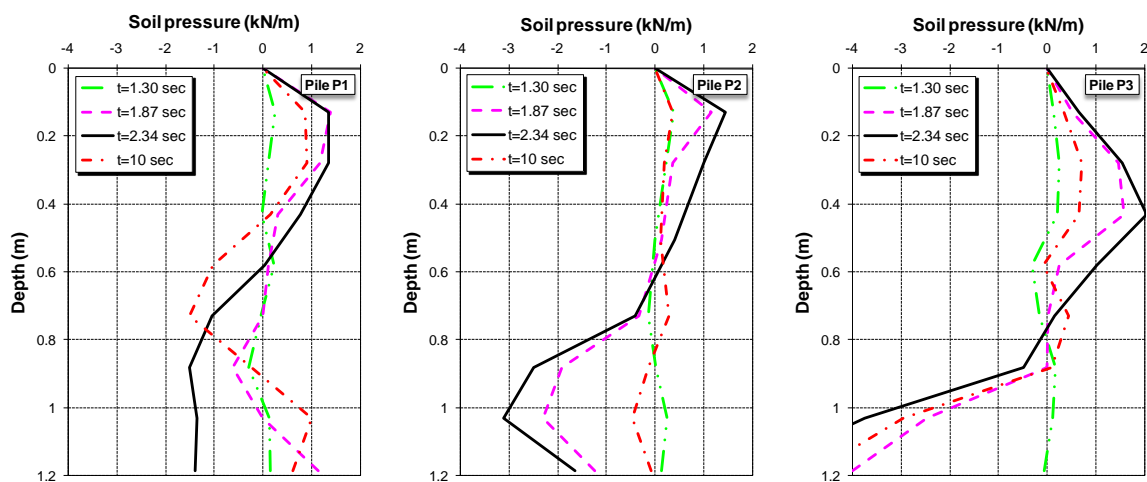 Soil pressure (kN/m)
-4 -3 -2 -1 0 1 2
0
0.2
0.4
0.6
0.8
1
1.2
Depth (m)
t=1.30 sec
t=1.87 sec
t=2.34 sec
t=10 sec
Pile P1
Soil pressure (kN/m)
-4 -3 -2 -1 0 1 2
0
0.2
0.4
0.6
0.8
1
1.2
Depth (m)
t=1.30 sec
t=1.87 sec
t=2.34 sec
t=10 sec
Pile P2
Soil pressure (kN/m)
-4 -3 -2 -1 0 1 2
0
0.2
0.4
0.6
0.8
1
1.2
Depth (m)
t=1.30 sec
t=1.87 sec
t=2.34 sec
t=10 sec
Pile P3